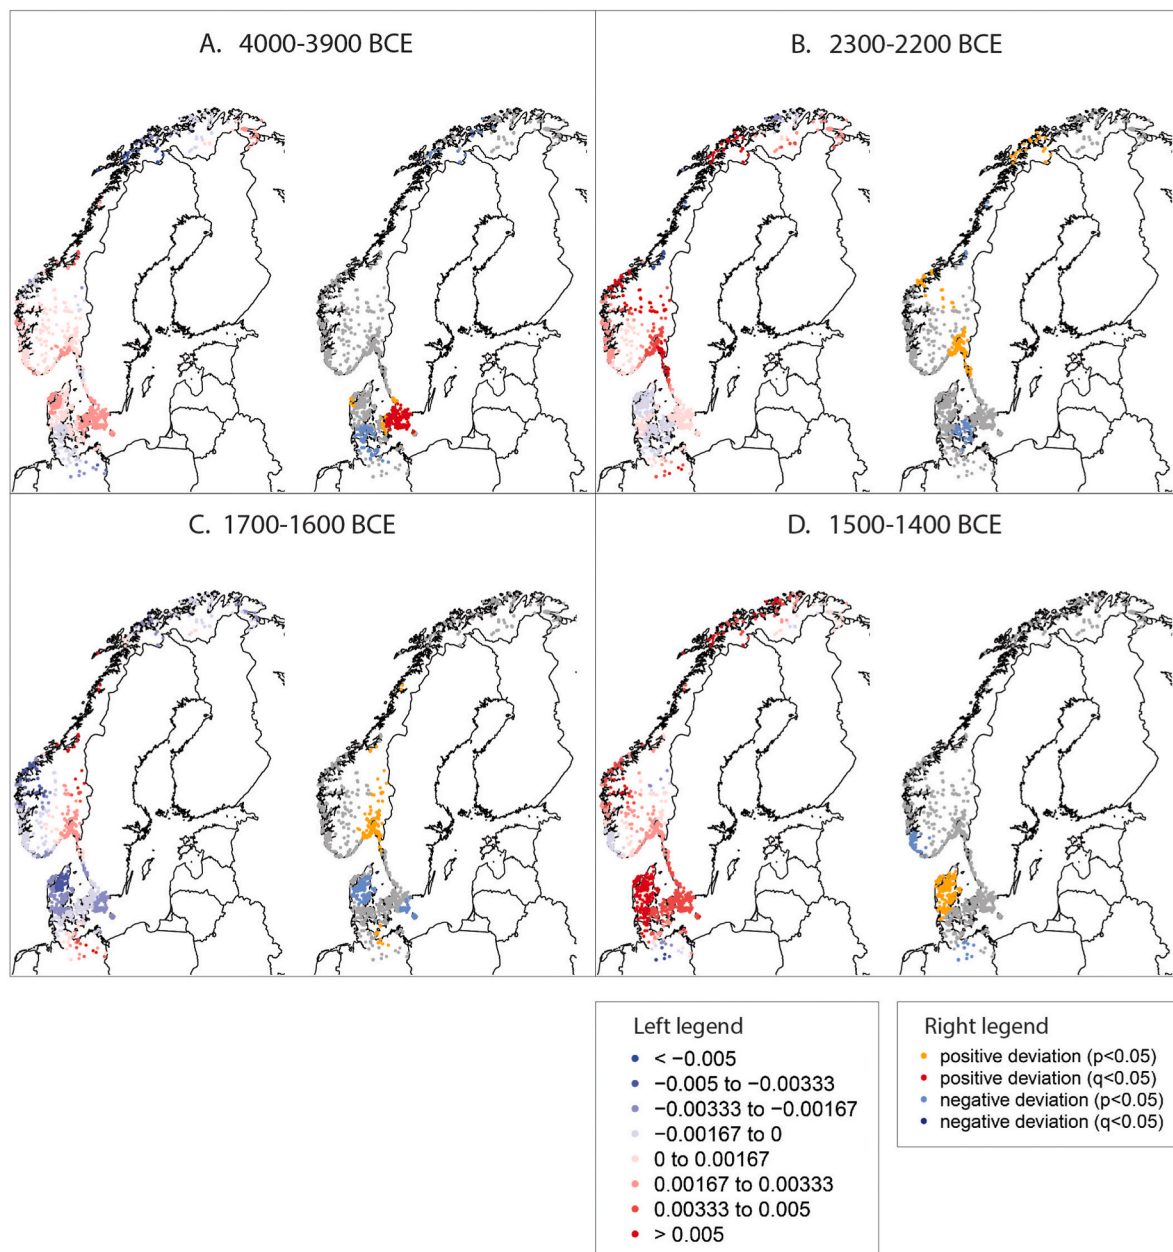 A. 4000-3900 BCE
B. 2300-2200 BCE
C. 1700-1600 BCE
D. 1500-1400 BCE
Left legend
< −0.005
−0.005 to −0.00333
−0.00333 to −0.00167
−0.00167 to 0
0 to 0.00167
0.00167 to 0.00333
0.00333 to 0.005
> 0.005
Right legend
positive deviation (p<0.05)
positive deviation (q<0.05)
negative deviation (p<0.05)
negative deviation (q<0.05)